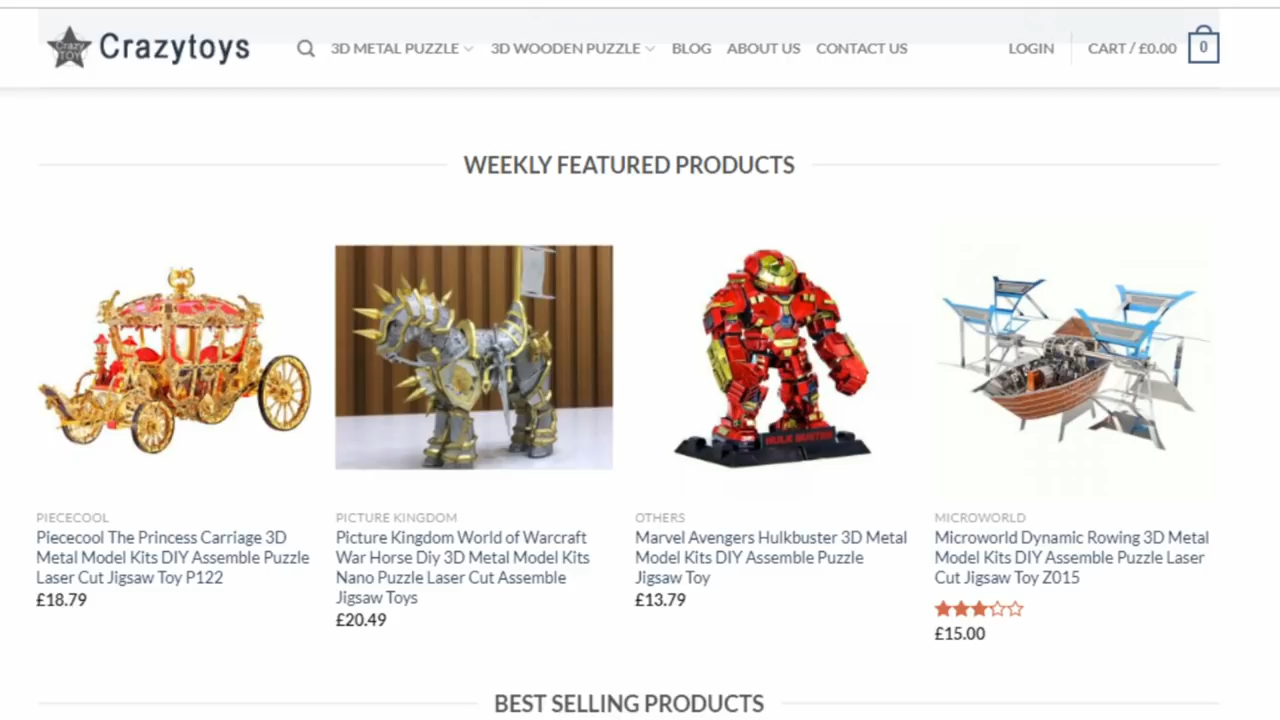 Crazy
TOY
Crazytoys
3D METAL PUZZLE
3D WOODEN PUZZLE
BLOG
ABOUT US
CONTACT US
LOGIN
CART / £0.00
0
WEEKLY FEATURED PRODUCTS
HULK BUSTER
PIECECOOL
Piececool The Princess Carriage 3D
Metal Model Kits DIY Assemble Puzzle
Laser Cut Jigsaw Toy P122
£18.79
PICTURE KINGDOM
Picture Kingdom World of Warcraft
War Horse Diy 3D Metal Model Kits
Nano Puzzle Laser Cut Assemble
Jigsaw Toys
£20.49
OTHERS
Marvel Avengers Hulkbuster 3D Metal
Model Kits DIY Assemble Puzzle
Jigsaw Toy
£13.79
MICROWORLD
Microworld Dynamic Rowing 3D Metal
Model Kits DIY Assemble Puzzle Laser
Cut Jigsaw Toy Z015
£15.00
BEST SELLING PRODUCTS